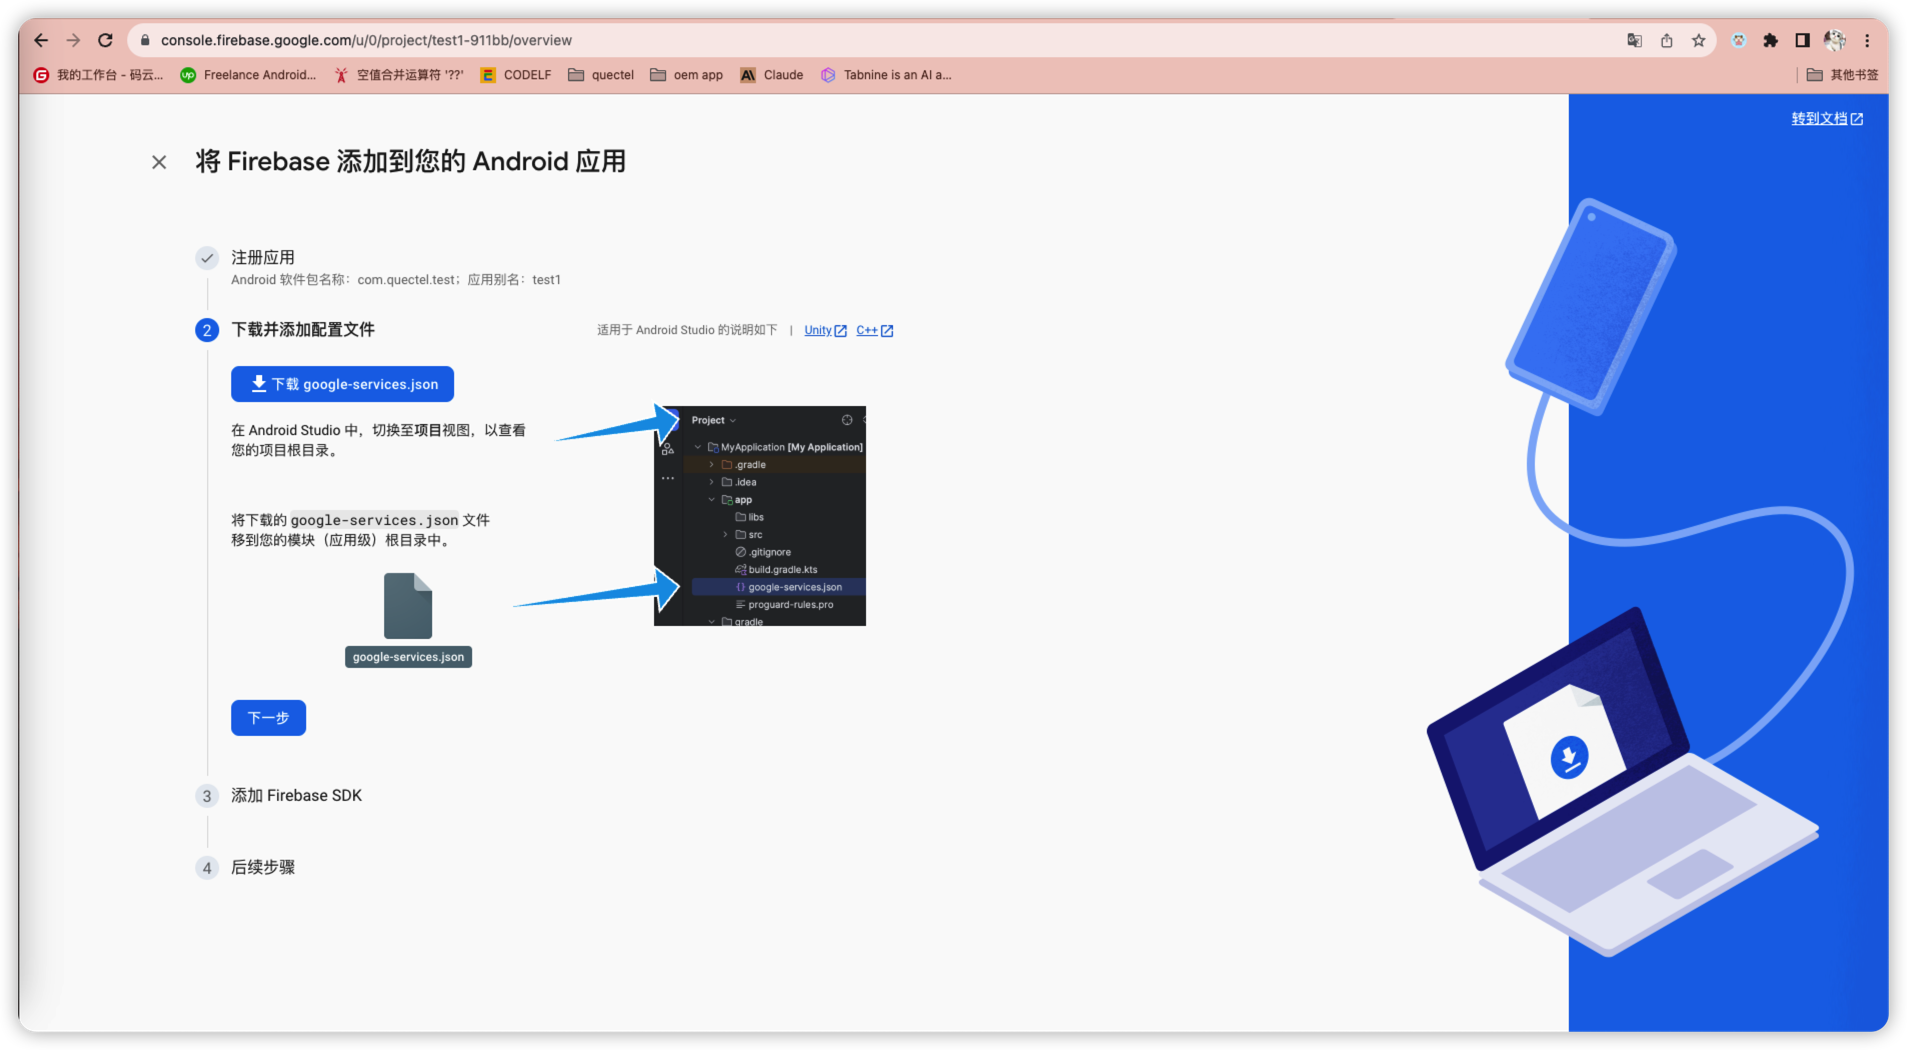 console.firebase.google.com/u/0/project/test1-911bb/overview
我的工作台 - 码云...
Freelance Android...
空值合并运算符 '??'
CODELF
quectel
oem app
Claude
Tabnine is an AI a...
其他书签
转到文档
将 Firebase 添加到您的 Android 应用
注册应用
Android 软件包名称：com.quectel.test；应用别名：test1
2 下载并添加配置文件
适用于 Android Studio 的说明如下 | Unity C++
下载 google-services.json
在 Android Studio 中，切换至项目视图，以查看
您的项目根目录。
将下载的 google-services.json 文件
移到您的模块（应用级）根目录中。
google-services.json
Project
MyApplication [My Application]
.gradle
.idea
app
libs
src
.gitignore
build.gradle.kts
google-services.json
proguard-rules.pro
gradle
下一步
3 添加 Firebase SDK
4 后续步骤